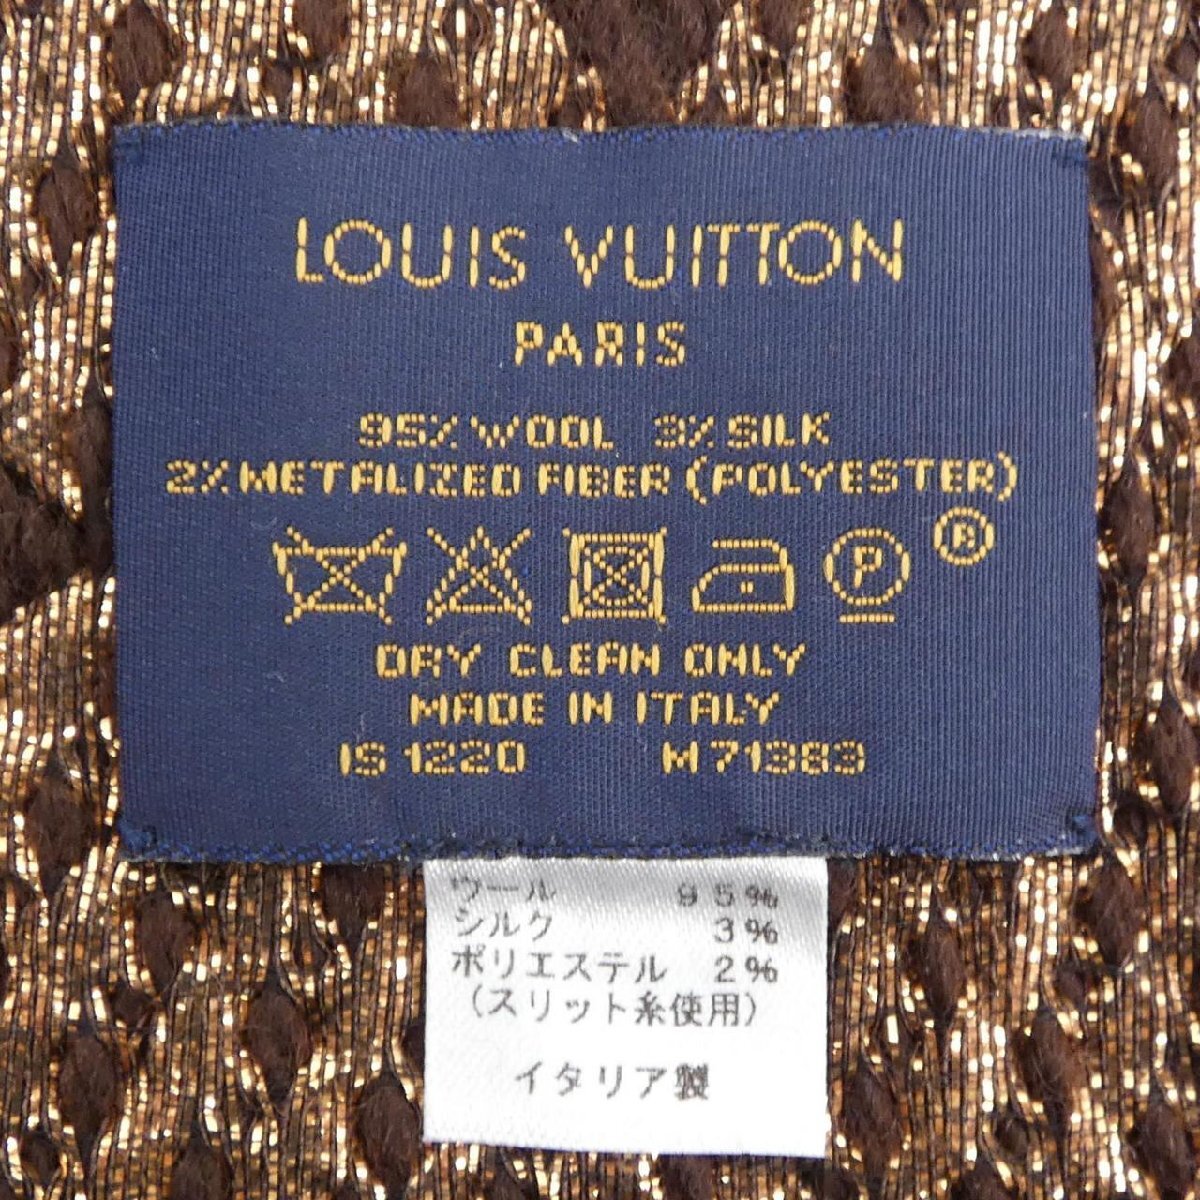 LOUIS VUITTON
PARIS
95% WOOL 3% SILK
2% METALIZED FIBER (POLYESTER)
P ®
DRY CLEAN ONLY
MADE IN ITALY
IS 1220 M71383
ウール 95%
シルク 3%
ポリエステル 2%
(スリット糸使用)
イタリア製